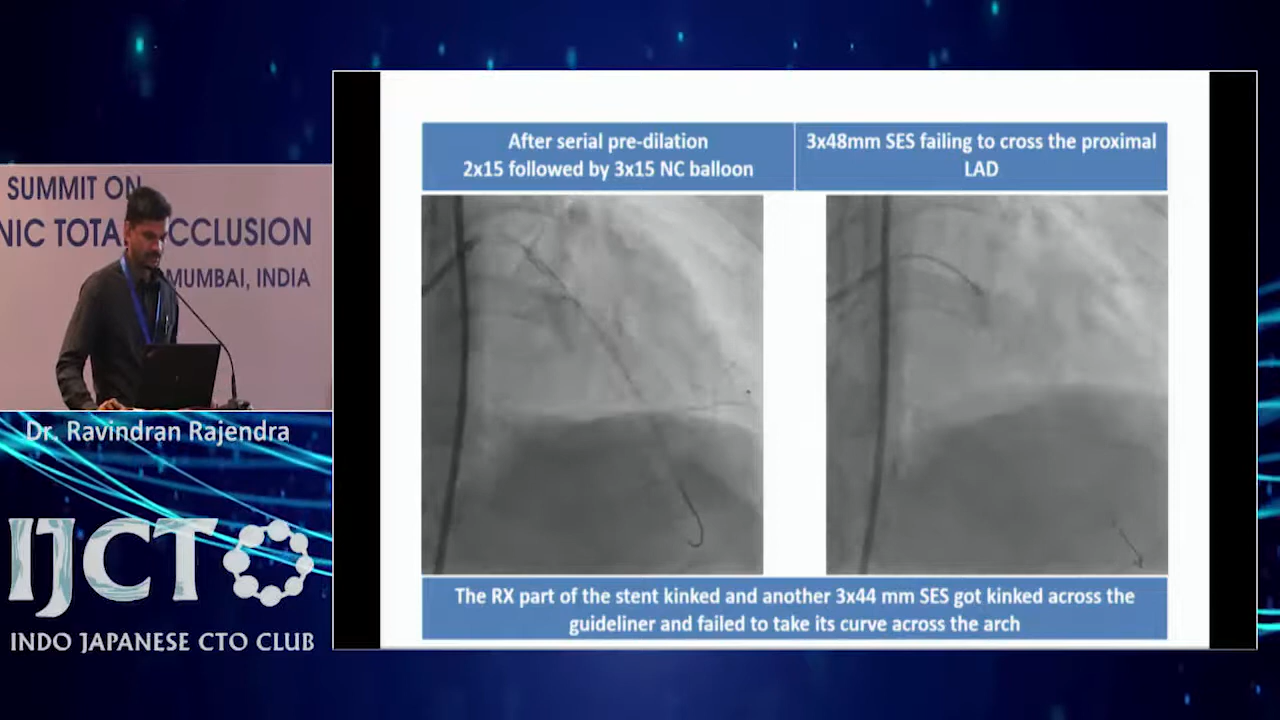 SUMMIT ON
NIC TOTA CCLUSION
MUMBAI, INDIA
Dr. Ravindran Rajendra
IJCTO
INDO JAPANESE CTO CLUB
After serial pre-dilation
2x15 followed by 3x15 NC balloon
3x48mm SES failing to cross the proximal
LAD
The RX part of the stent kinked and another 3x44 mm SES got kinked across the
guideliner and failed to take its curve across the arch